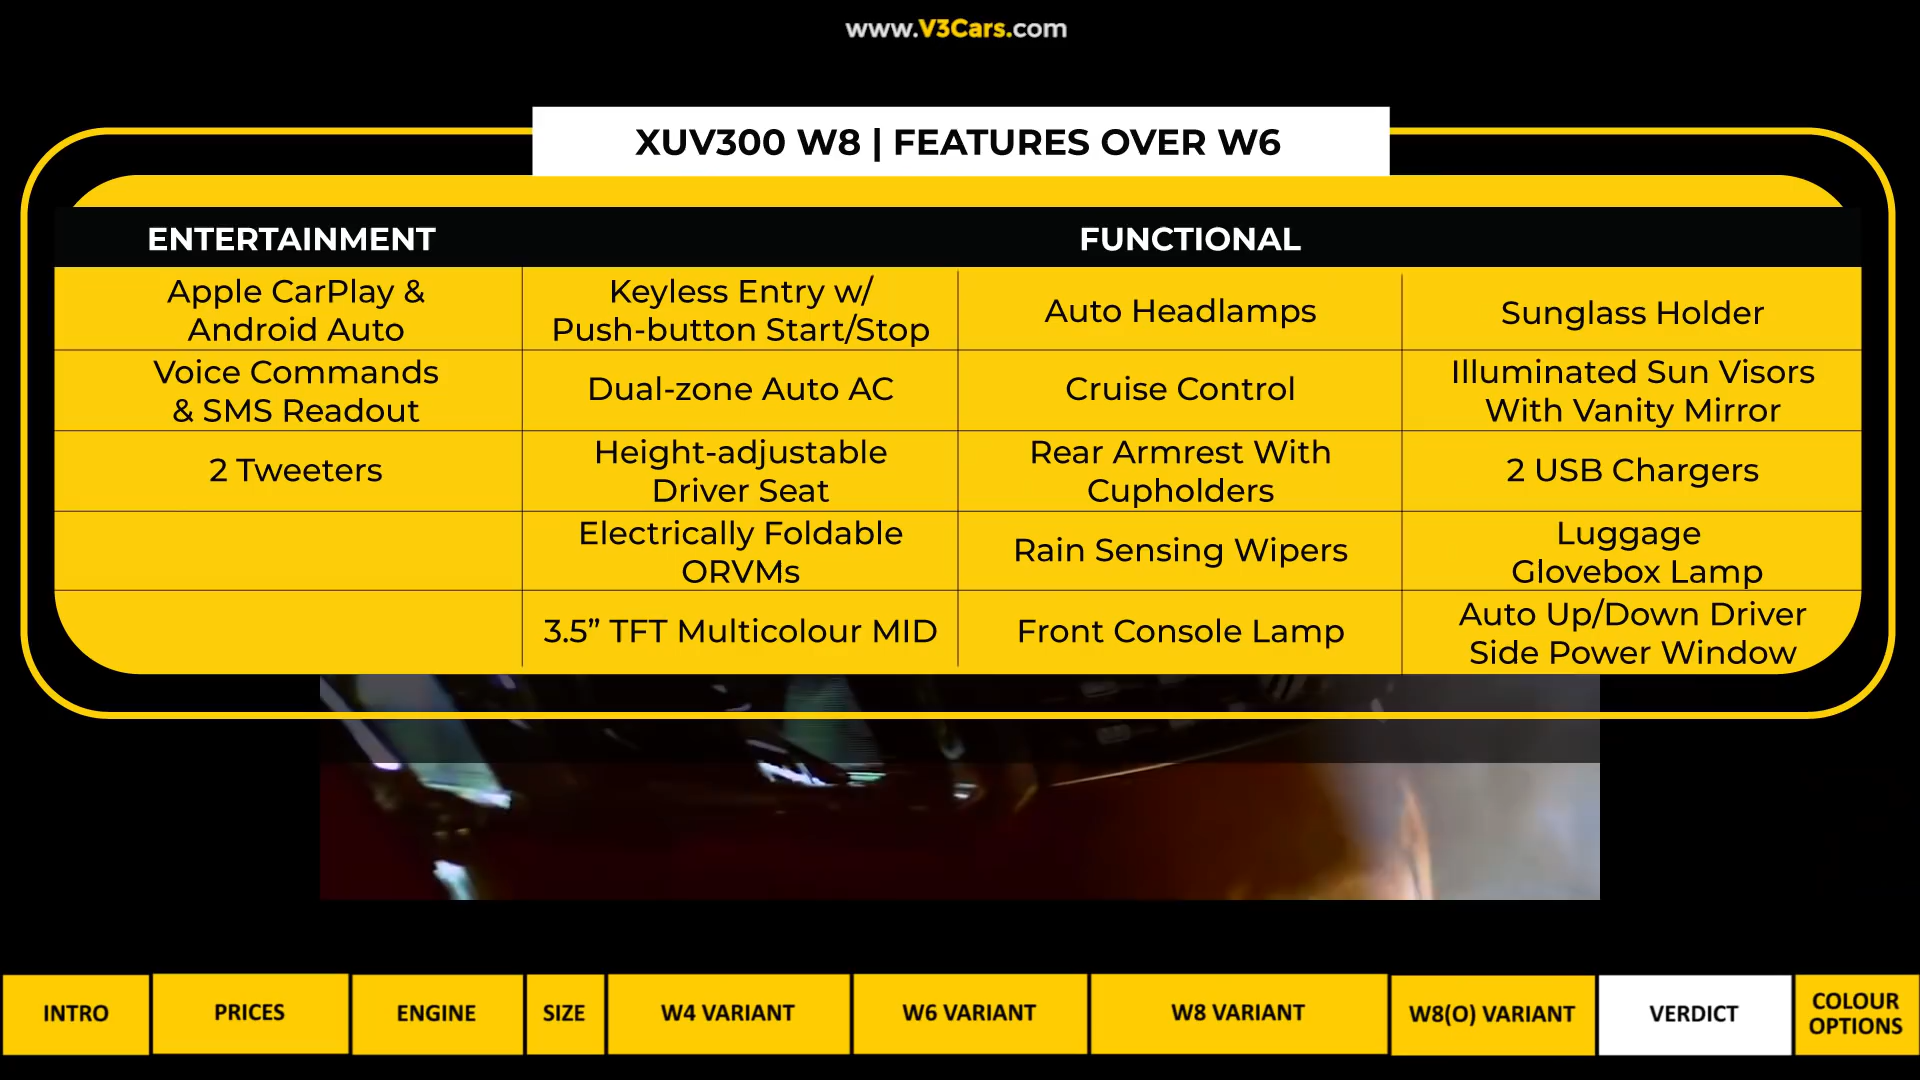 www.V3Cars.com
XUV300 W8 | FEATURES OVER W6
ENTERTAINMENT
FUNCTIONAL
Apple CarPlay &
Android Auto
Keyless Entry w/
Push-button Start/Stop
Auto Headlamps
Sunglass Holder
Voice Commands
& SMS Readout
Dual-zone Auto AC
Cruise Control
Illuminated Sun Visors
With Vanity Mirror
2 Tweeters
Height-adjustable
Driver Seat
Rear Armrest With
Cupholders
2 USB Chargers
Electrically Foldable
ORVMs
Rain Sensing Wipers
Luggage
Glovebox Lamp
3.5” TFT Multicolour MID
Front Console Lamp
Auto Up/Down Driver
Side Power Window
INTRO
PRICES
ENGINE
SIZE
W4 VARIANT
W6 VARIANT
W8 VARIANT
W8(O) VARIANT
VERDICT
COLOUR
OPTIONS